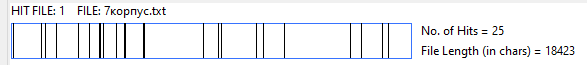 HIT FILE: 1 FILE: 7корпус.txt
No. of Hits = 25
File Length (in chars) = 18423